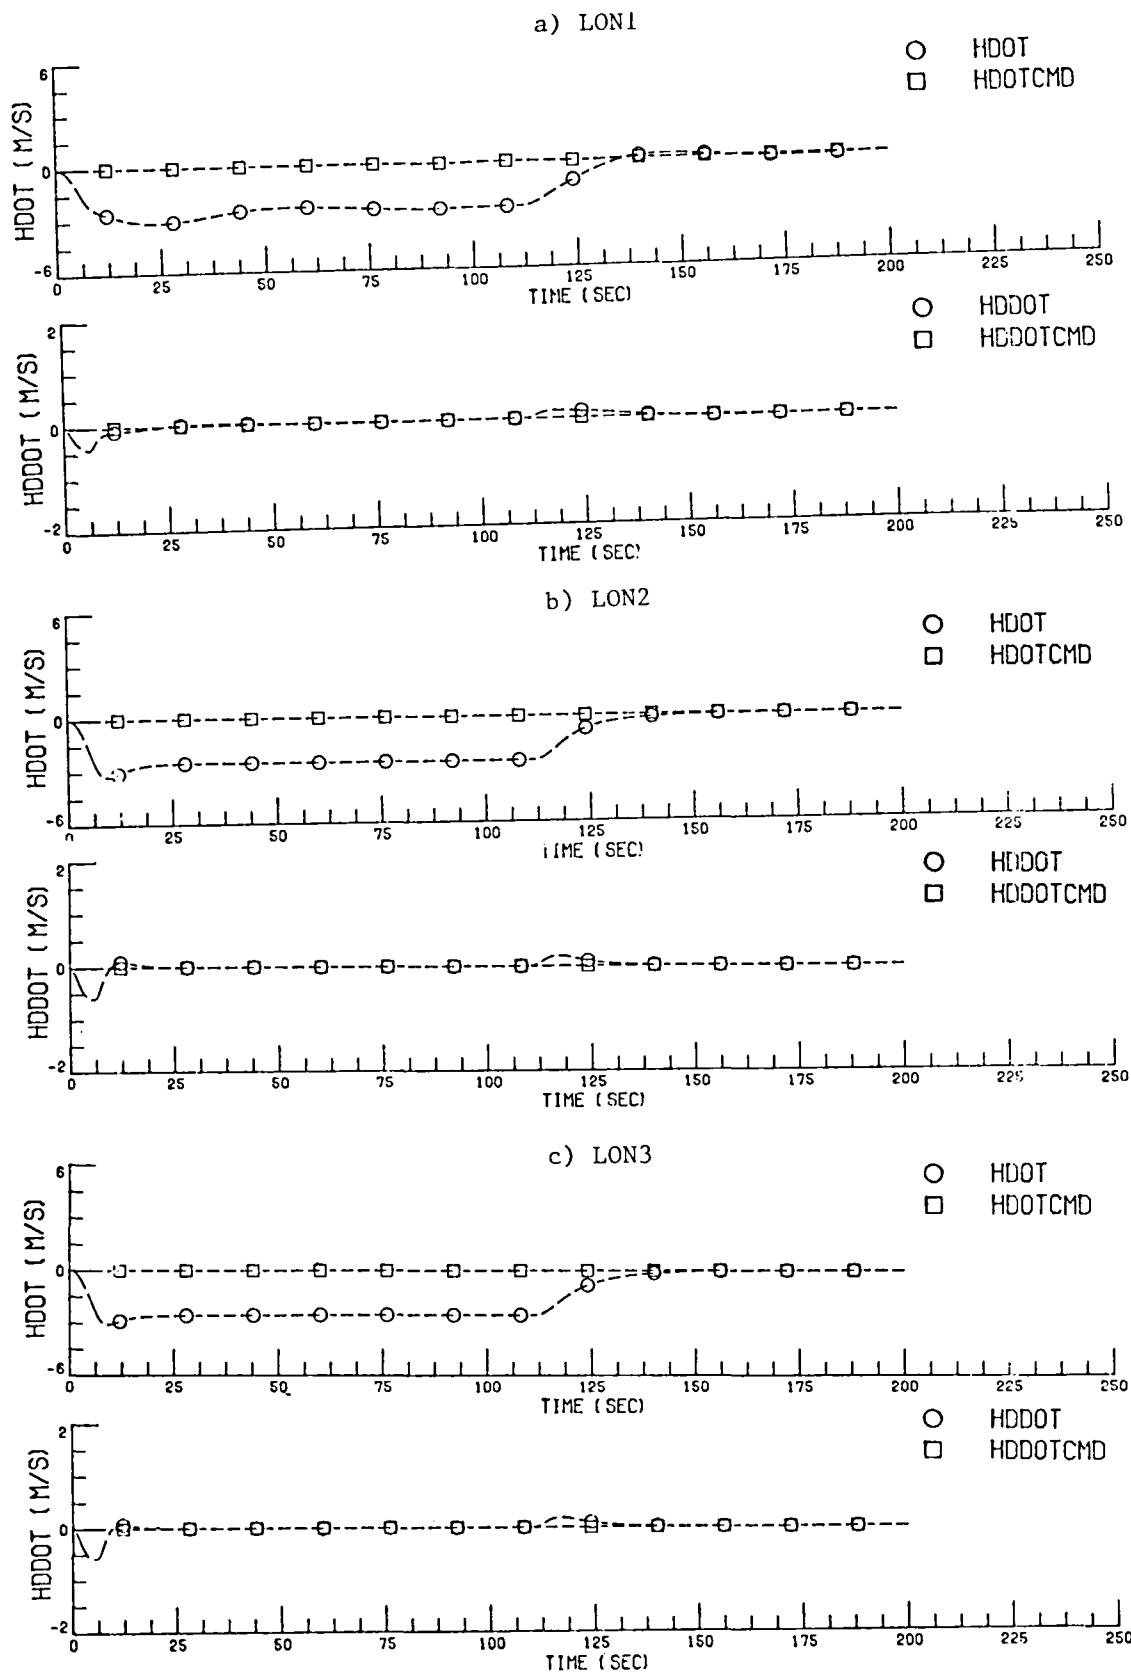 a) LON1
HDOT
HDOTCMD
HDOT (M/S)
6
0
-6
0 25 50 75 100 125 150 175 200 225 250
TIME (SEC)
HDDOT
HDDOTCMD
HDDOT (M/S)
2
0
-2
0 25 50 75 100 125 150 175 200 225 250
TIME (SEC)
b) LON2
HDOT
HDOTCMD
HDOT (M/S)
6
0
-6
0 25 50 75 100 125 150 175 200 225 250
TIME (SEC)
HDDOT
HDDOTCMD
HDDOT (M/S)
2
0
-2
0 25 50 75 100 125 150 175 200 225 250
TIME (SEC)
c) LON3
HDOT
HDOTCMD
HDOT (M/S)
6
0
-6
0 25 50 75 100 125 150 175 200 225 250
TIME (SEC)
HDDOT
HDDOTCMD
HDDOT (M/S)
2
0
-2
0 25 50 75 100 125 150 175 200 225 250
TIME (SEC)